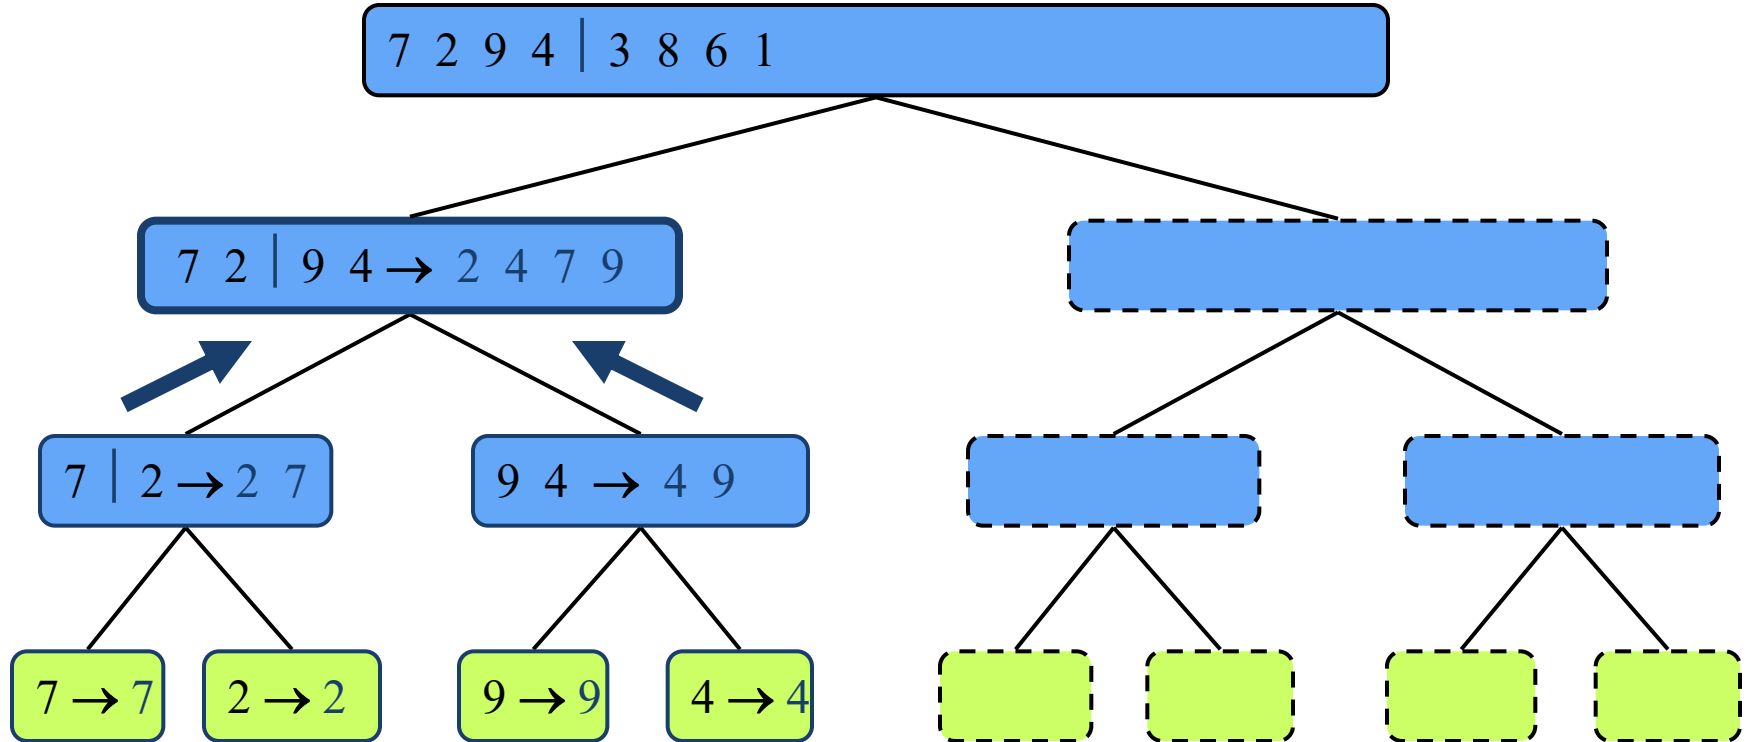 7 2 9 4 | 3 8 6 1
7 2 | 9 4 → 2 4 7 9
7 | 2 → 2 7
9 4 → 4 9
7 → 7
2 → 2
9 → 9
4 → 4